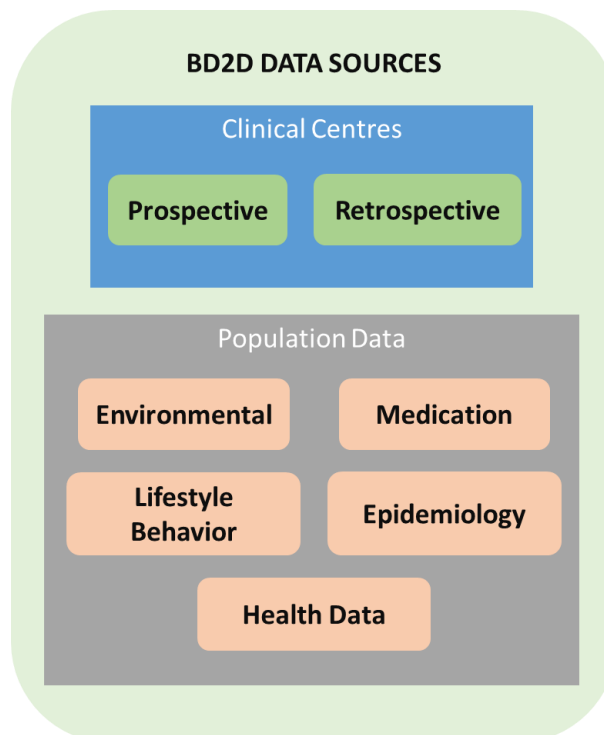 BD2D DATA SOURCES
Clinical Centres
Prospective
Retrospective
Population Data
Environmental
Medication
Lifestyle
Behavior
Epidemiology
Health Data